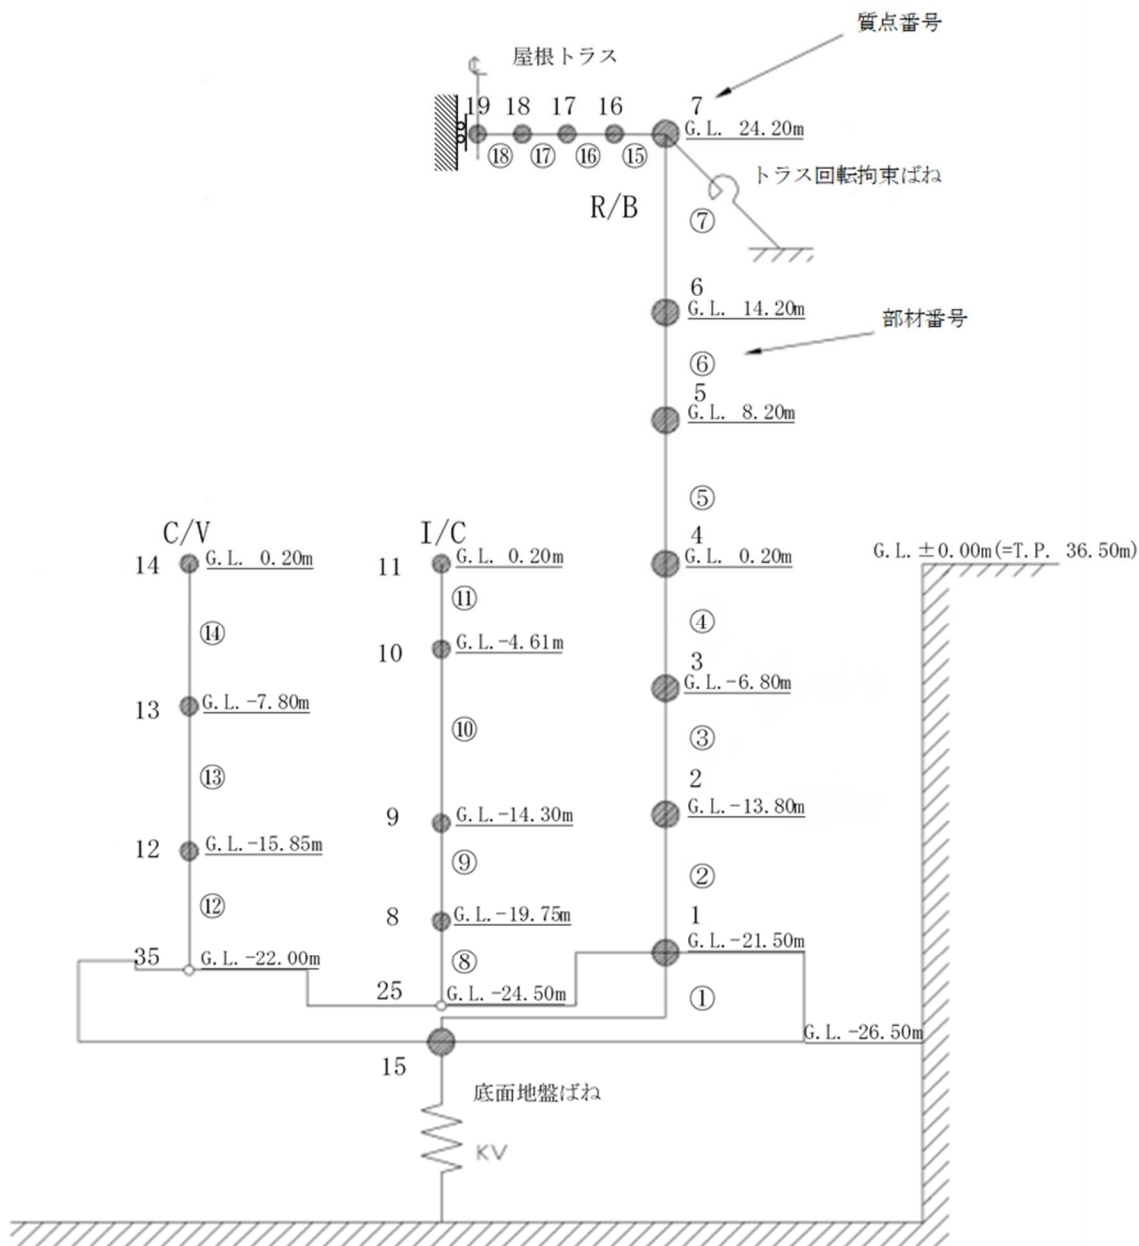 質点番号
℄
屋根トラス
19 18 17 16 7
G.L. 24.20m
⑱ ⑰ ⑯ ⑮
トラス回転拘束ばね
R/B
⑦
6
G.L. 14.20m
部材番号
⑥
5
G.L. 8.20m
⑤
C/V I/C
4
G.L.±0.00m(=T.P. 36.50m)
14 G.L. 0.20m 11 G.L. 0.20m G.L. 0.20m
⑪
⑭ ④
10 G.L.-4.61m
3
G.L.-6.80m
13 G.L.-7.80m
⑩ ③
⑬ 2
9 G.L.-14.30m G.L.-13.80m
12 G.L.-15.85m
⑨ ②
⑫ 8 G.L.-19.75m 1
G.L.-21.50m
35 G.L.-22.00m ⑧
25 G.L.-24.50m ①
G.L.-26.50m
15
底面地盤ばね
KV